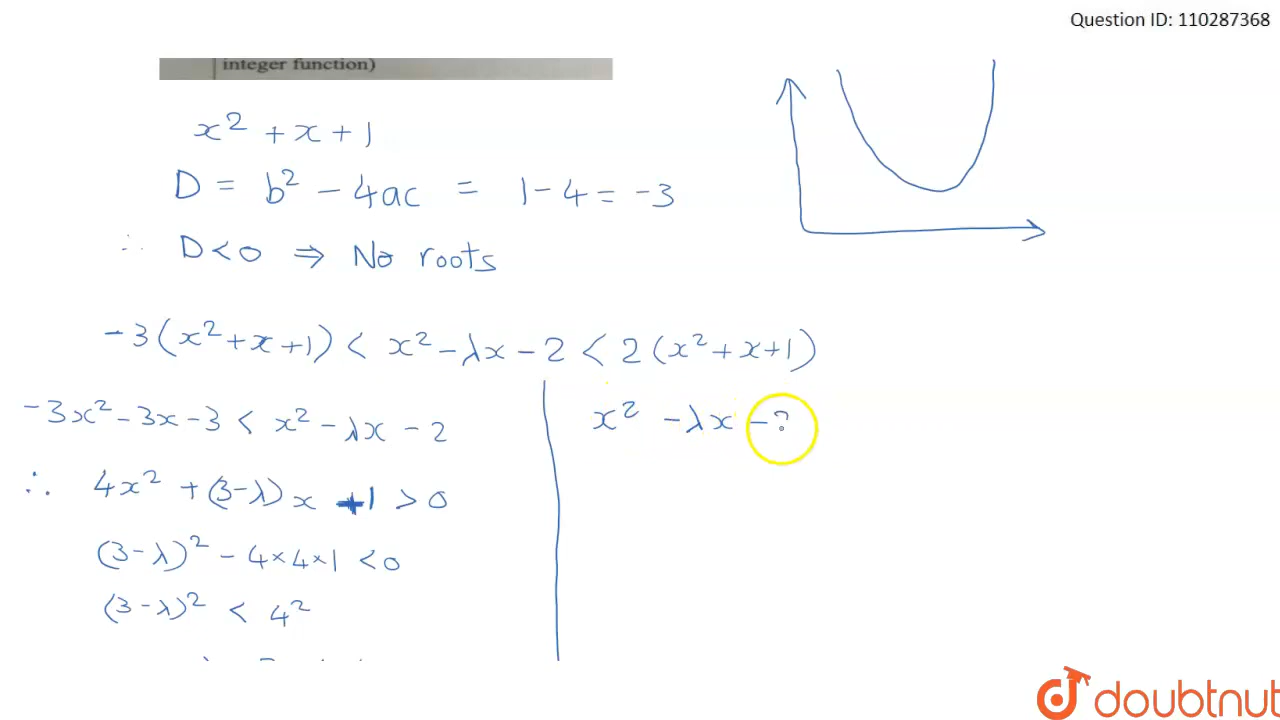 Question ID: 110287368
integer function)
x² + x + 1
D = b² - 4ac = 1 - 4 = -3
∴ D < 0 ⇒ No roots
-3(x² + x + 1) < x² - λx - 2 < 2(x² + x + 1)
-3x² - 3x - 3 < x² - λx - 2
∴ 4x² + (3-λ)x + 1 > 0
(3-λ)² - 4×4×1 < 0
(3-λ)² < 4²
x² - λx -
doubtnut